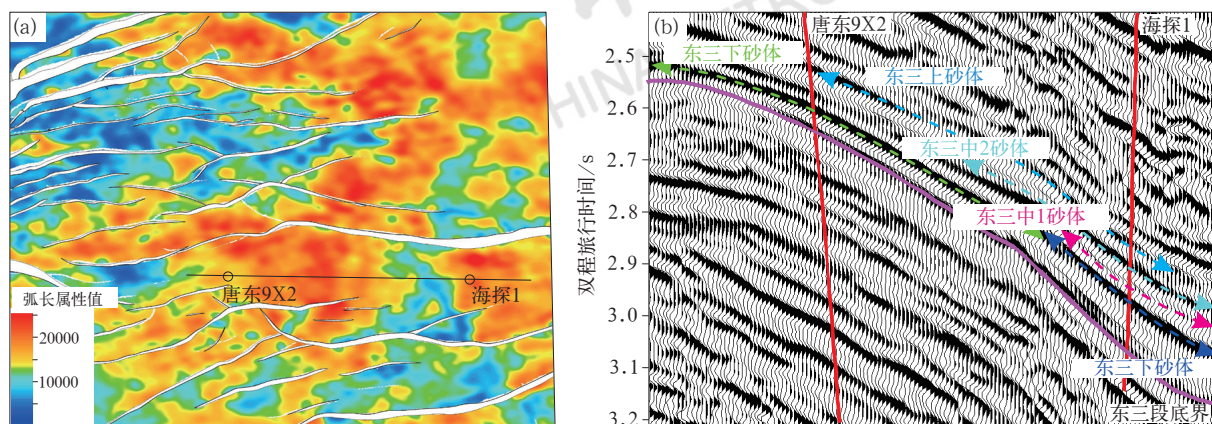 (a)
唐东9X2
海探1
弧长属性值
20000
10000
(b)
唐东9X2
海探1
东三下砂体
东三上砂体
东三中2砂体
东三中1砂体
东三下砂体
东三段底界
双程旅行时间/s
2.5
2.6
2.7
2.8
2.9
3.0
3.1
3.2